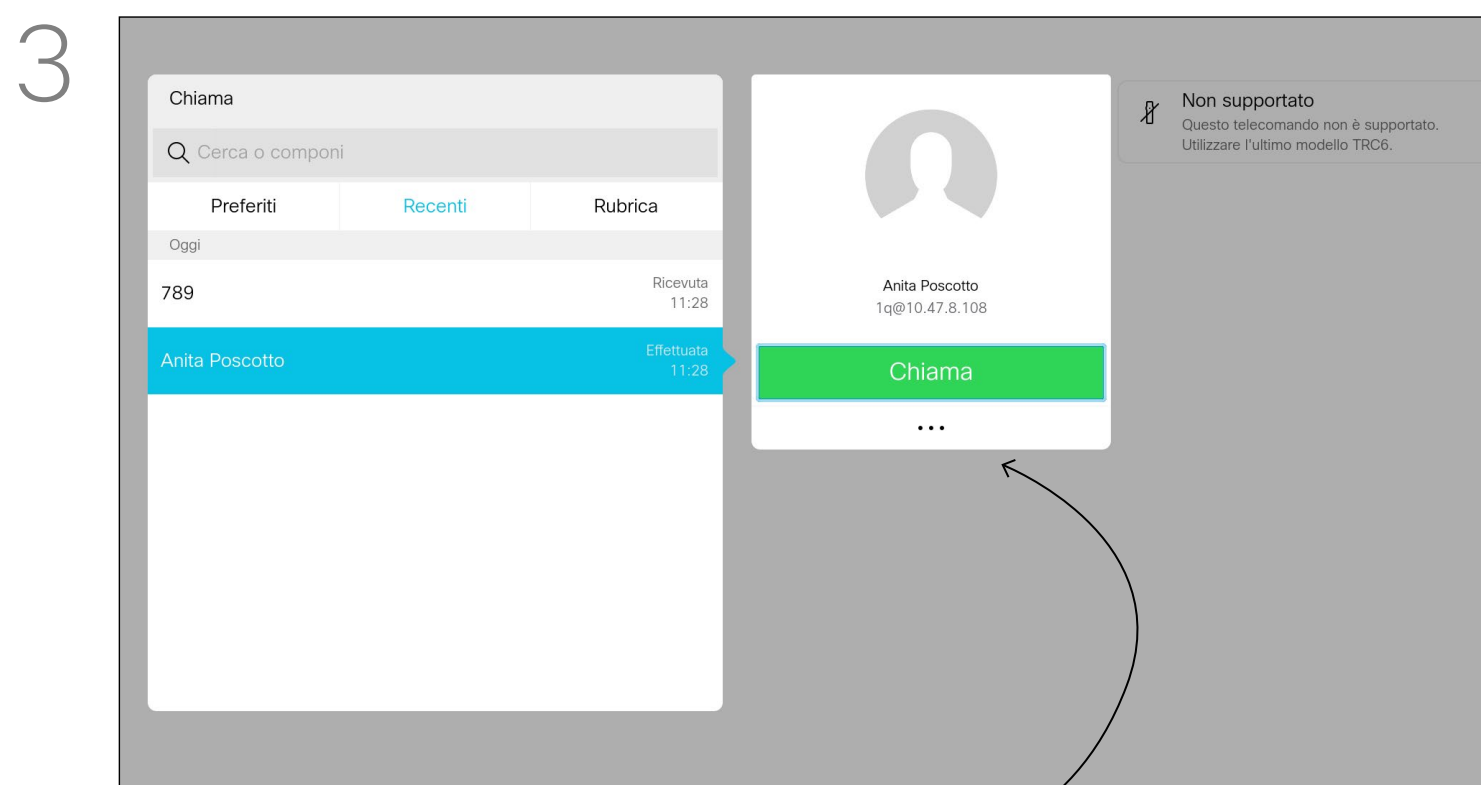 3
Chiama
Cerca o componi
Preferiti Recenti Rubrica
Oggi
789
Ricevuta
11:28
Anita Poscotto
Effettuata
11:28
Anita Poscotto
1q@10.47.8.108
Chiama
...
Non supportato
Questo telecomando non è supportato.
Utilizzare l'ultimo modello TRC6.